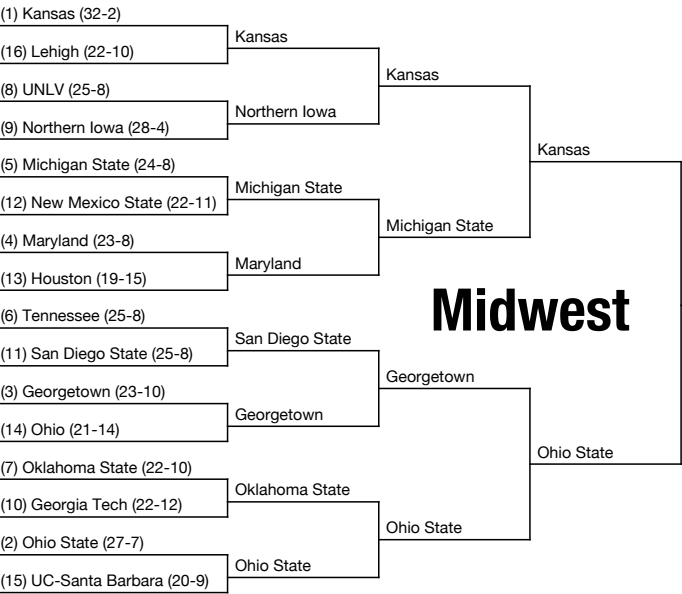 (1) Kansas (32-2)
(16) Lehigh (22-10)
(8) UNLV (25-8)
(9) Northern Iowa (28-4)
(5) Michigan State (24-8)
(12) New Mexico State (22-11)
(4) Maryland (23-8)
(13) Houston (19-15)
(6) Tennessee (25-8)
(11) San Diego State (25-8)
(3) Georgetown (23-10)
(14) Ohio (21-14)
(7) Oklahoma State (22-10)
(10) Georgia Tech (22-12)
(2) Ohio State (27-7)
(15) UC-Santa Barbara (20-9)
Kansas
Northern Iowa
Michigan State
Maryland
San Diego State
Georgetown
Oklahoma State
Ohio State
Kansas
Michigan State
Georgetown
Ohio State
Kansas
Ohio State
Midwest